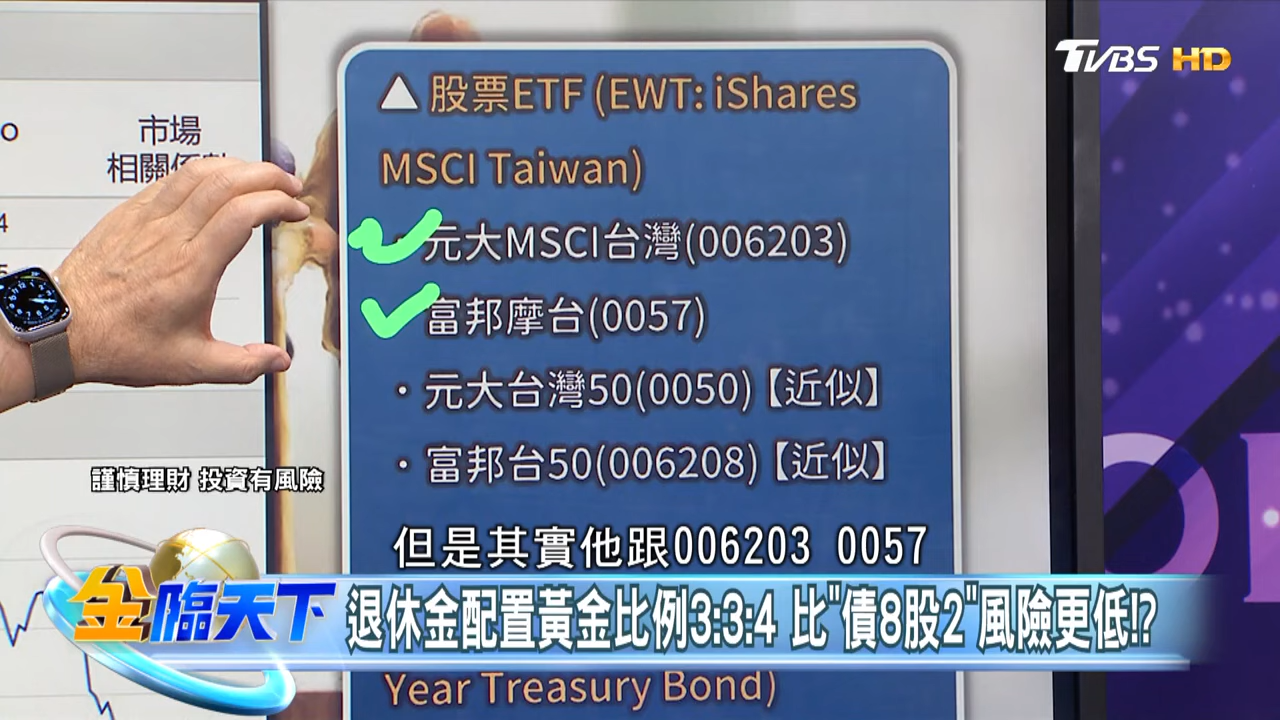 TVBS HD
o
市場
相關係數
4
▲股票ETF (EWT: iShares
MSCI Taiwan)
元大MSCI台灣(006203)
富邦摩台(0057)
・元大台灣50(0050)【近似】
・富邦台50(006208)【近似】
謹慎理財 投資有風險
但是其實他跟006203 0057
金臨天下
退休金配置黃金比例3:3:4 比"債8股2"風險更低!?
Year Treasury Bond)